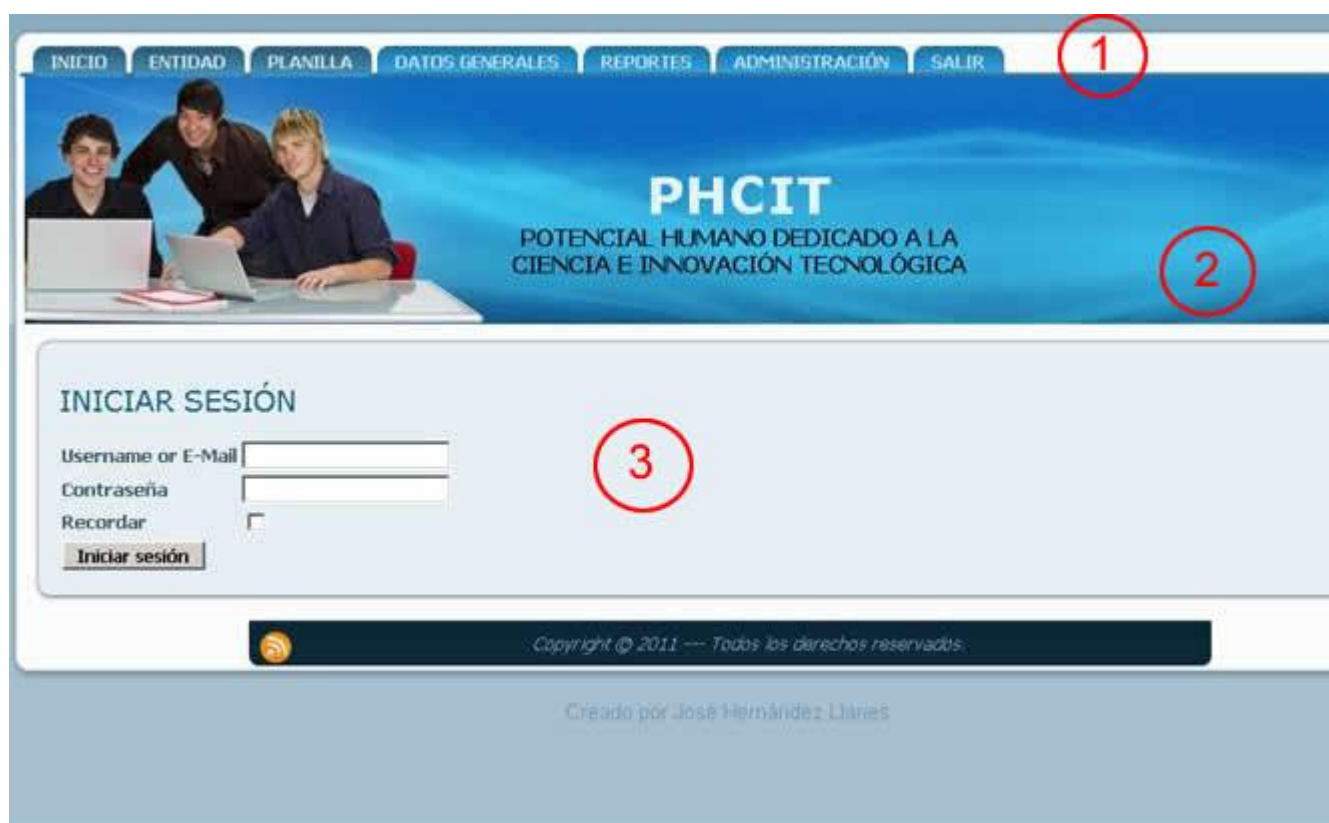 INICIO ENTIDAD PLANILLA DATOS GENERALES REPORTES ADMINISTRACIÓN SALIR
1
PHCIT
POTENCIAL HUMANO DEDICADO A LA
CIENCIA E INNOVACIÓN TECNOLÓGICA
2
INICIAR SESIÓN
Username or E-Mail
3
Contraseña
Recordar
Iniciar sesión
Copyright © 2011 --- Todos los derechos reservados.
Creado por José Hernández Llanes